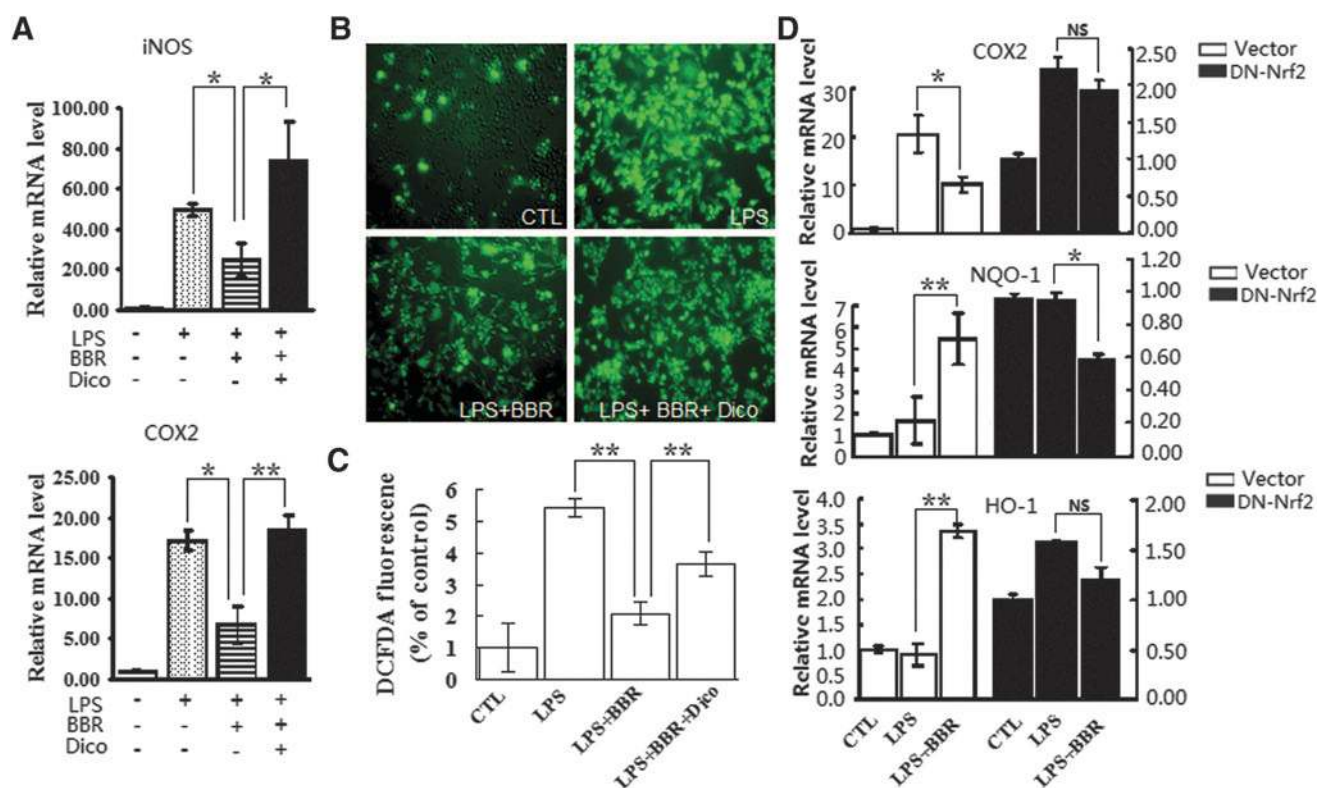 A
iNOS
Relative mRNA level
100.00
80.00
60.00
40.00
20.00
0.00
* *
LPS - + + +
BBR - - + +
Dico - - - +
COX2
Relative mRNA level
25.00
20.00
15.00
10.00
5.00
0.00
* **
LPS - + + +
BBR - - + +
Dico - - - +
B
CTL
LPS
LPS+BBR
LPS+ BBR+ Dico
C
DCFDA fluorescene
(% of control)
6
5
4
3
2
1
0
** **
CTL
LPS
LPS+BBR
LPS+BBR+Dico
D
COX2
Vector
DN-Nrf2
Relative mRNA level
30
20
10
0
* NS
2.50
2.00
1.50
1.00
0.50
0.00
NQO-1
Vector
DN-Nrf2
Relative mRNA level
7
6
5
4
3
2
1
0
** *
1.20
1.00
0.80
0.60
0.40
0.20
0.00
HO-1
Vector
DN-Nrf2
Relative mRNA level
4.0
3.5
3.0
2.5
2.0
1.5
1.0
0.5
0.0
** NS
2.00
1.50
1.00
0.50
0.00
CTL
LPS
LPS+BBR
CTL
LPS
LPS+BBR